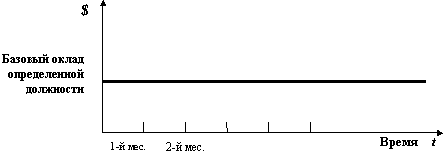 $
Базовый оклад
определенной
должности
1-й мес.
2-й мес.
Время t